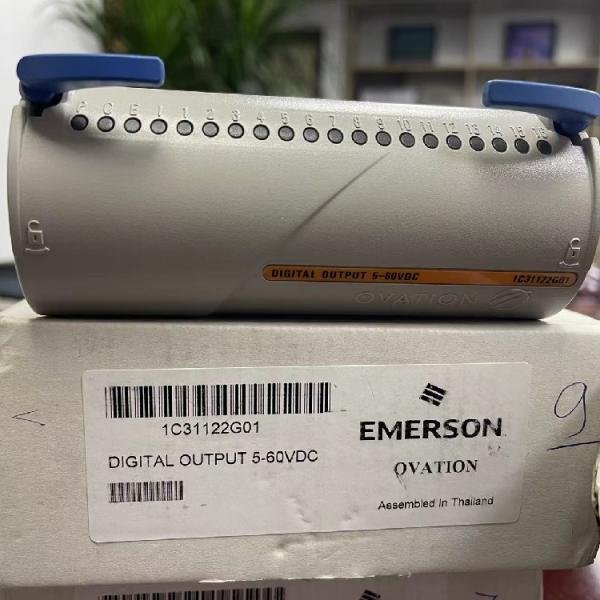 P C E I 1 2 3 4 5 6 7 8 9 10 11 12 13 14 15 16
DIGITAL OUTPUT 5-60VDC 1C31122G01
OVATION
1C31122G01
DIGITAL OUTPUT 5-60VDC
EMERSON
OVATION
Assembled In Thailand
9